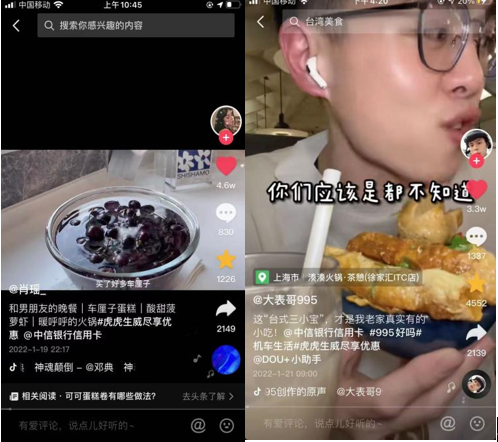 中国移动
上午10:45
搜索你感兴趣的内容
SHISHAMO
4.6w
830
买了好多车厘子
1226
@肖瑶_
和男朋友的晚餐｜车厘子蛋糕｜酸甜菠
萝虾｜暖呼呼的火锅#虎虎生威尽享优
惠 @中信银行信用卡
2149
2022-1-19 22:17
神魂颠倒 - @邓典 神
相关阅读 · 可可蛋糕卷有哪些做法?
去头条了解
有爱评论，说点儿好听的~
中国移动
下午4:20
20%
台湾美食
你们应该是都不知道
3.3w
1337
上海市 · 湊湊火锅·茶憩(徐家汇ITC店)
4552
@大表哥995
这“台式三小宝”，才是我老家真实有的
小吃! @中信银行信用卡 #995好吗#
机车生活#虎虎生威尽享优惠
@DOU+小助手
2139
2022-1-21 09:00
95创作的原声 @大表哥9
有爱评论，说点儿好听的~